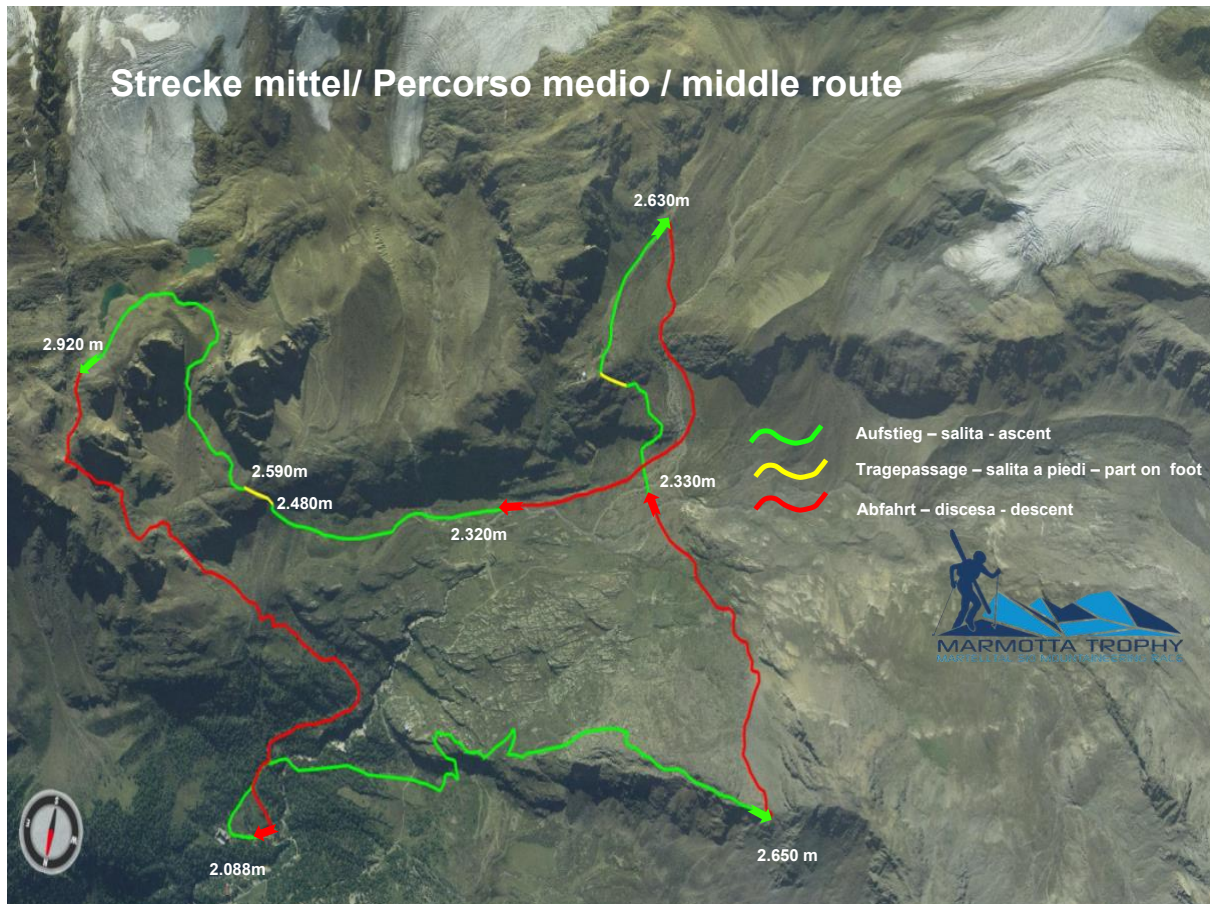 Strecke mittel/ Percorso medio / middle route
2.630m
2.920 m
Aufstieg – salita - ascent
2.590m
Tragepassage – salita a piedi – part on foot
2.480m
2.330m
Abfahrt – discesa - descent
2.320m
MARMOTTA TROPHY
2.650 m
2.088m